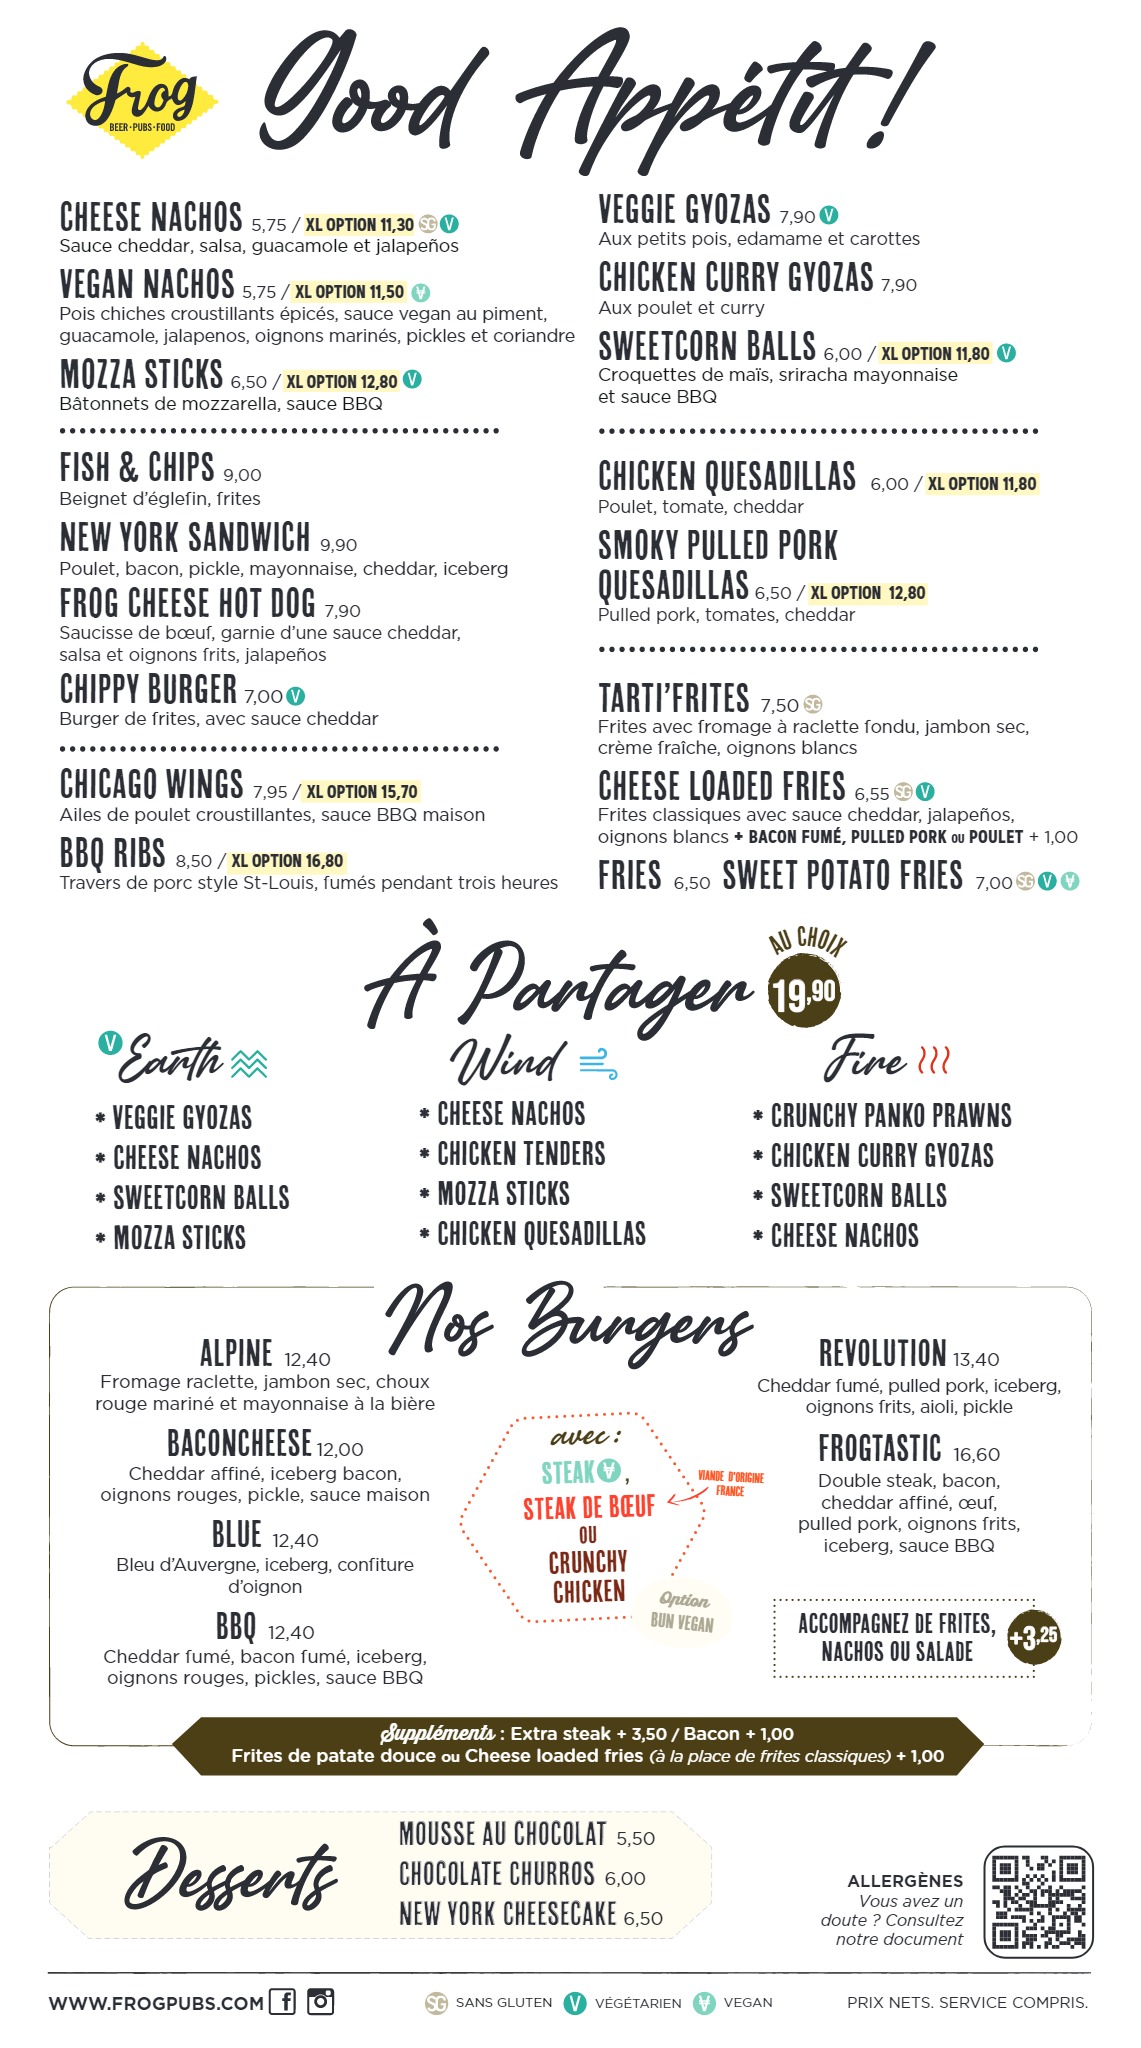 Frog
BEER • PUBS • FOOD
Good Appétit !
CHEESE NACHOS 5,75 / XL OPTION 11,30 SG V
Sauce cheddar, salsa, guacamole et jalapeños
VEGAN NACHOS 5,75 / XL OPTION 11,50 V
Pois chiches croustillants épicés, sauce vegan au piment,
guacamole, jalapenos, oignons marinés, pickles et coriandre
MOZZA STICKS 6,50 / XL OPTION 12,80 V
Bâtonnets de mozzarella, sauce BBQ
FISH & CHIPS 9,00
Beignet d'églefin, frites
NEW YORK SANDWICH 9,90
Poulet, bacon, pickle, mayonnaise, cheddar, iceberg
FROG CHEESE HOT DOG 7,90
Saucisse de bœuf, garnie d'une sauce cheddar,
salsa et oignons frits, jalapeños
CHIPPY BURGER 7,00 V
Burger de frites, avec sauce cheddar
CHICAGO WINGS 7,95 / XL OPTION 15,70
Ailes de poulet croustillantes, sauce BBQ maison
BBQ RIBS 8,50 / XL OPTION 16,80
Travers de porc style St-Louis, fumés pendant trois heures
VEGGIE GYOZAS 7,90 V
Aux petits pois, edamame et carottes
CHICKEN CURRY GYOZAS 7,90
Aux poulet et curry
SWEETCORN BALLS 6,00 / XL OPTION 11,80 V
Croquettes de maïs, sriracha mayonnaise
et sauce BBQ
CHICKEN QUESADILLAS 6,00 / XL OPTION 11,80
Poulet, tomate, cheddar
SMOKY PULLED PORK
QUESADILLAS 6,50 / XL OPTION 12,80
Pulled pork, tomates, cheddar
TARTI'FRITES 7,50 SG
Frites avec fromage à raclette fondu, jambon sec,
crème fraîche, oignons blancs
CHEESE LOADED FRIES 6,55 SG V
Frites classiques avec sauce cheddar, jalapeños,
oignons blancs + BACON FUMÉ, PULLED PORK ou POULET + 1,00
FRIES 6,50 SWEET POTATO FRIES 7,00 SG V V
À Partager
AU CHOIX
19,90
V Earth
* VEGGIE GYOZAS
* CHEESE NACHOS
* SWEETCORN BALLS
* MOZZA STICKS
Wind
* CHEESE NACHOS
* CHICKEN TENDERS
* MOZZA STICKS
* CHICKEN QUESADILLAS
Fire
* CRUNCHY PANKO PRAWNS
* CHICKEN CURRY GYOZAS
* SWEETCORN BALLS
* CHEESE NACHOS
Nos Burgers
ALPINE 12,40
Fromage raclette, jambon sec, choux
rouge mariné et mayonnaise à la bière
BACONCHEESE 12,00
Cheddar affiné, iceberg bacon,
oignons rouges, pickle, sauce maison
BLUE 12,40
Bleu d'Auvergne, iceberg, confiture
d'oignon
BBQ 12,40
Cheddar fumé, bacon fumé, iceberg,
oignons rouges, pickles, sauce BBQ
avec :
STEAK V ,
STEAK DE BŒUF
OU
CRUNCHY
CHICKEN
VIANDE D'ORIGINE
FRANCE
Option
BUN VEGAN
REVOLUTION 13,40
Cheddar fumé, pulled pork, iceberg,
oignons frits, aioli, pickle
FROGTASTIC 16,60
Double steak, bacon,
cheddar affiné, œuf,
pulled pork, oignons frits,
iceberg, sauce BBQ
ACCOMPAGNEZ DE FRITES,
NACHOS OU SALADE
+3,25
Suppléments : Extra steak + 3,50 / Bacon + 1,00
Frites de patate douce ou Cheese loaded fries (à la place de frites classiques) + 1,00
Desserts
MOUSSE AU CHOCOLAT 5,50
CHOCOLATE CHURROS 6,00
NEW YORK CHEESECAKE 6,50
ALLERGÈNES
Vous avez un
doute ? Consultez
notre document
WWW.FROGPUBS.COM f
SG SANS GLUTEN V VÉGÉTARIEN V VEGAN
PRIX NETS. SERVICE COMPRIS.